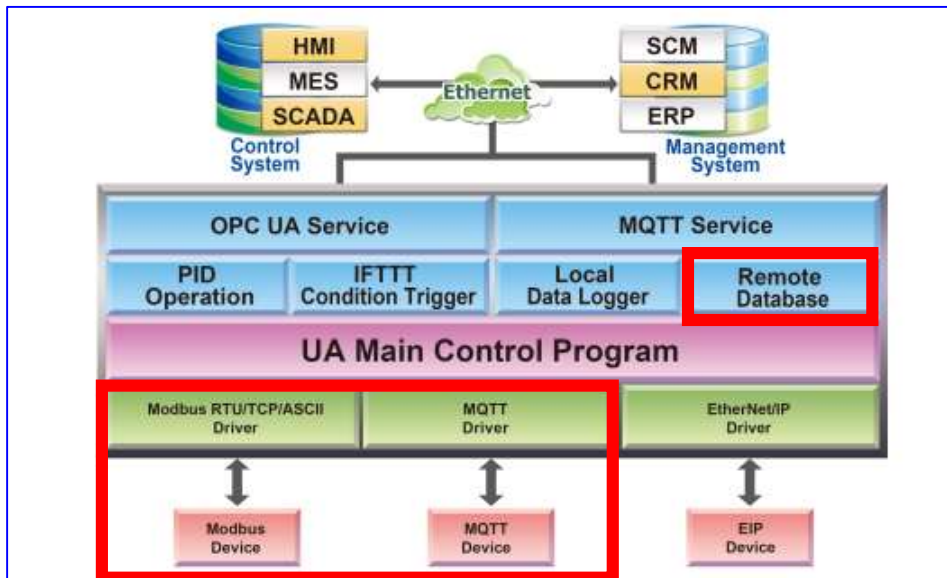 HMI
MES
SCADA
Control
System
Ethernet
SCM
CRM
ERP
Management
System
OPC UA Service
MQTT Service
PID
Operation
IFTTT
Condition Trigger
Local
Data Logger
Remote
Database
UA Main Control Program
Modbus RTU/TCP/ASCII
Driver
MQTT
Driver
EtherNet/IP
Driver
Modbus
Device
MQTT
Device
EIP
Device